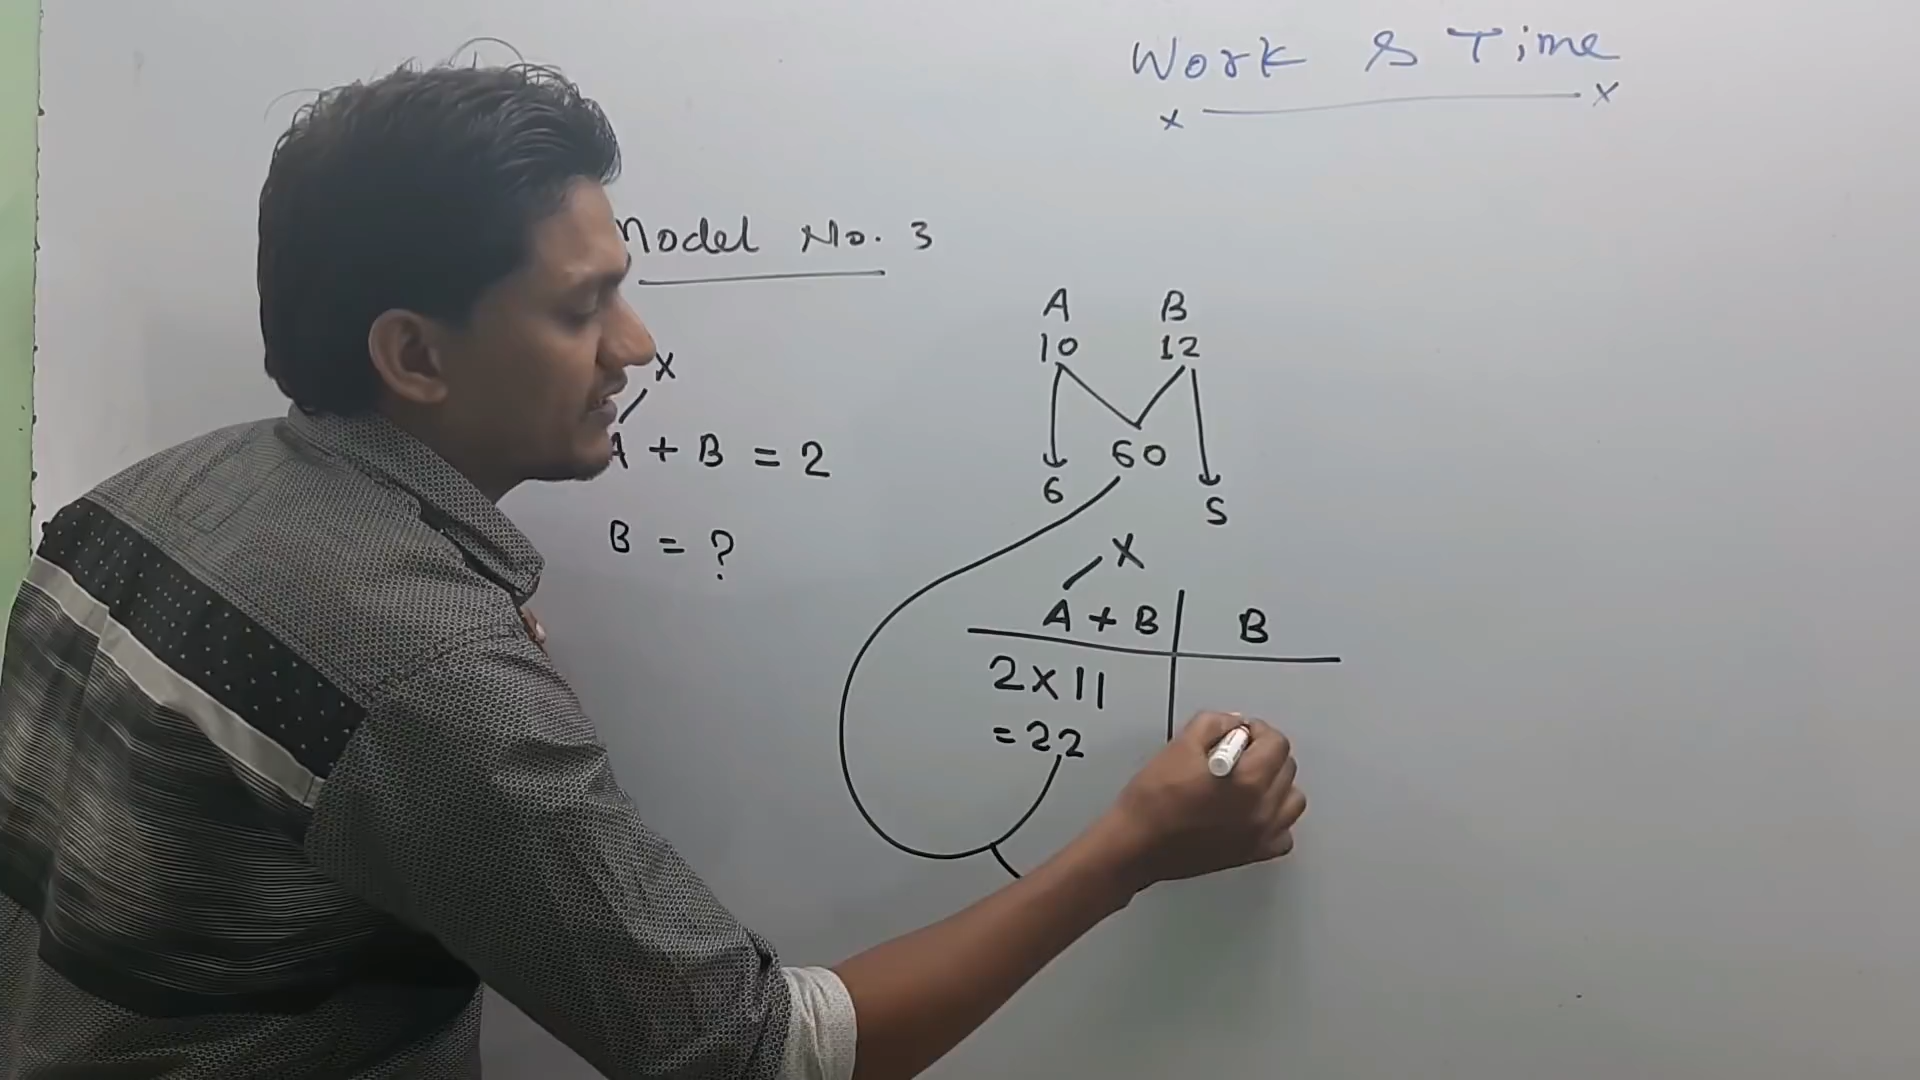 Work & Time
x x
Model No. 3
X
A + B = 2
B = ?
A B
10 12
60
6 5
X
A + B B
2 x 11
= 22